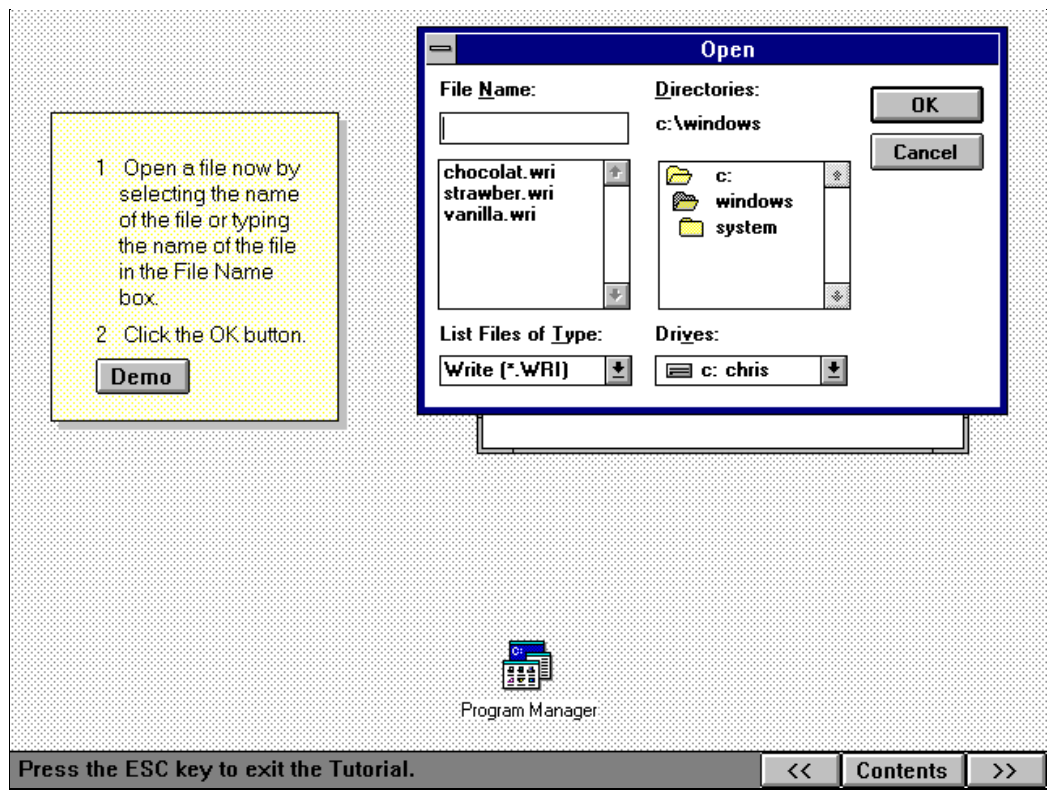 Open
File Name:
Directories:
c:\windows
OK
Cancel
chocolat.wri
strawber.wri
vanilla.wri
c:
windows
system
List Files of Type:
Drives:
Write (*.WRI)
c: chris
1 Open a file now by
selecting the name
of the file or typing
the name of the file
in the File Name
box.
2 Click the OK button.
Demo
C:
Program Manager
Press the ESC key to exit the Tutorial.
<< Contents >>